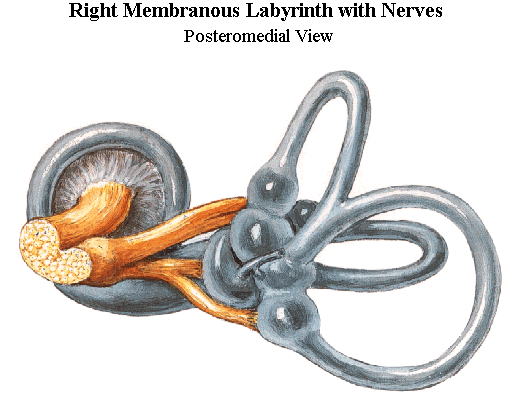 Right Membranous Labyrinth with Nerves
Posteromedial View